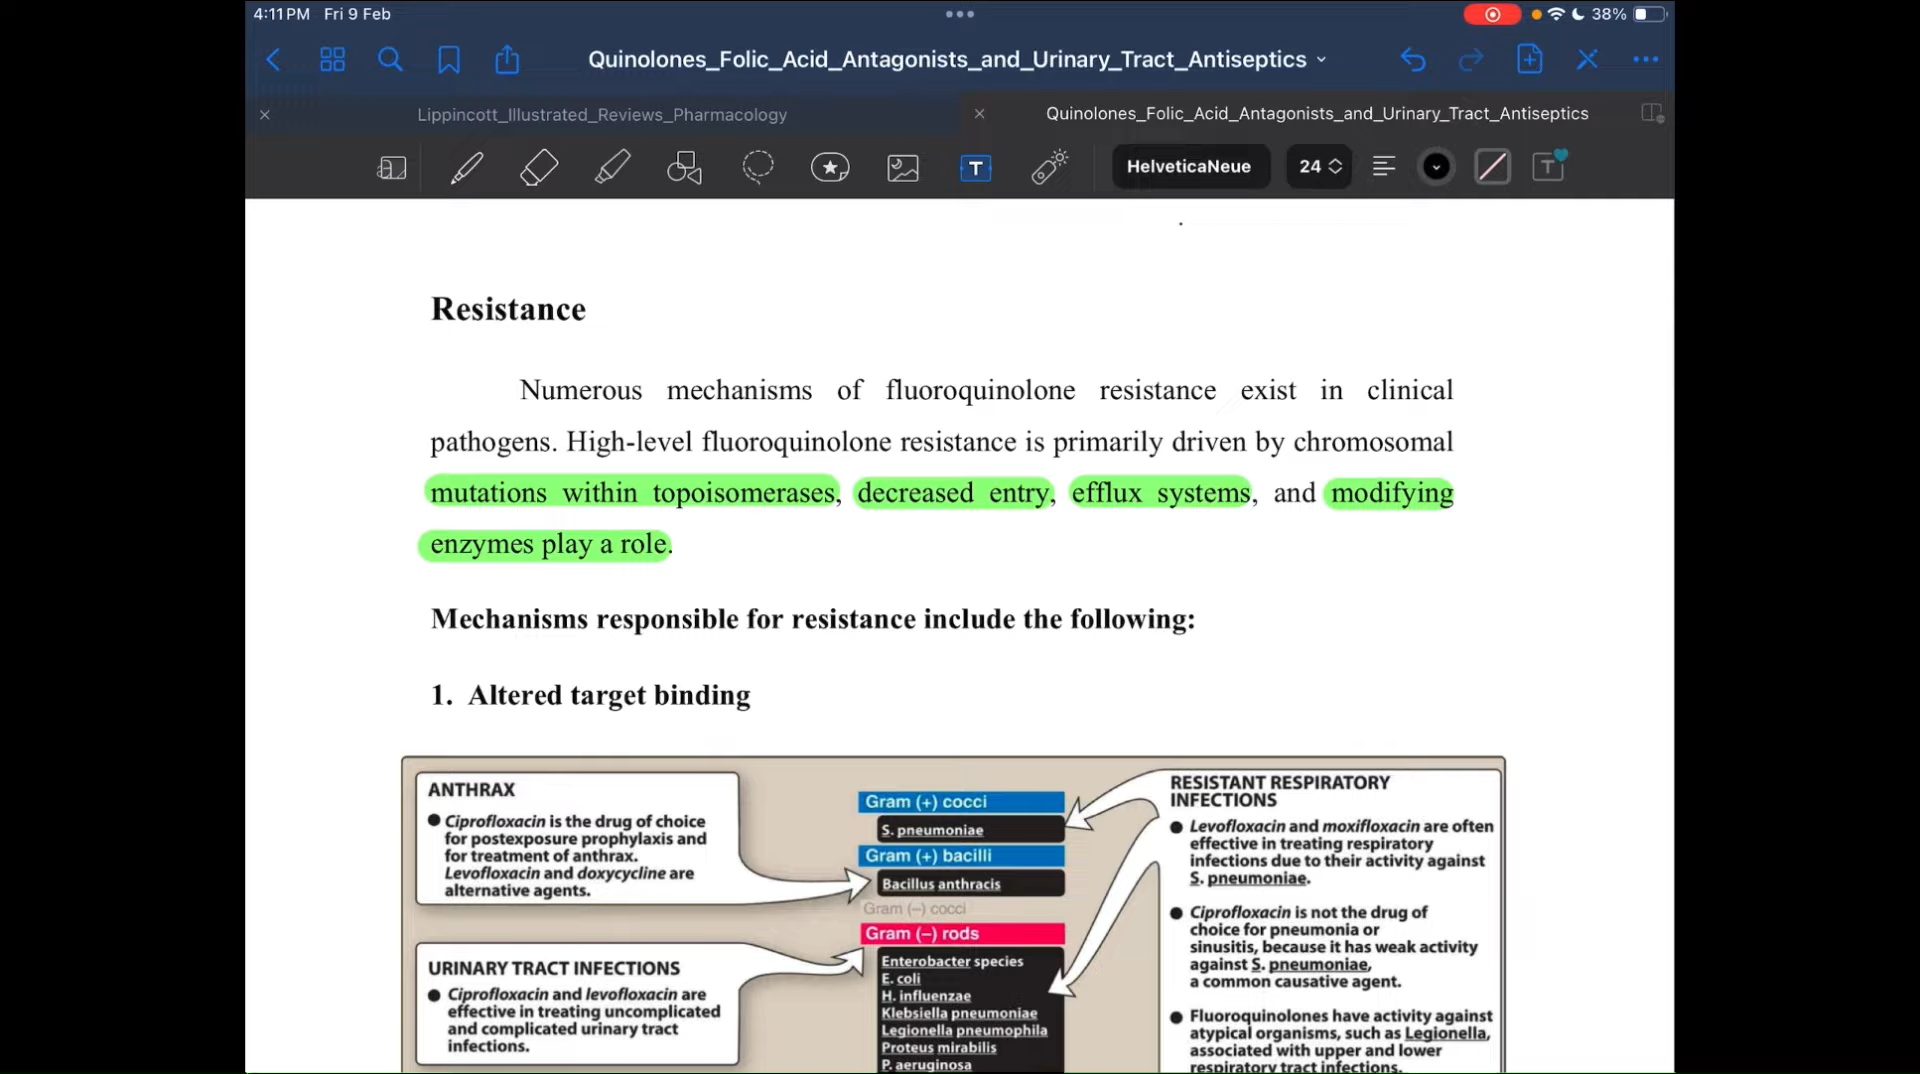 4:11 PM Fri 9 Feb
38%
Quinolones_Folic_Acid_Antagonists_and_Urinary_Tract_Antiseptics
Lippincott_Illustrated_Reviews_Pharmacology
Quinolones_Folic_Acid_Antagonists_and_Urinary_Tract_Antiseptics
T
HelveticaNeue
24
T
Resistance
Numerous mechanisms of fluoroquinolone resistance exist in clinical
pathogens. High-level fluoroquinolone resistance is primarily driven by chromosomal
mutations within topoisomerases, decreased entry, efflux systems, and modifying
enzymes play a role.
Mechanisms responsible for resistance include the following:
1. Altered target binding
ANTHRAX
● Ciprofloxacin is the drug of choice
for postexposure prophylaxis and
for treatment of anthrax.
Levofloxacin and doxycycline are
alternative agents.
URINARY TRACT INFECTIONS
● Ciprofloxacin and levofloxacin are
effective in treating uncomplicated
and complicated urinary tract
infections.
Gram (+) cocci
S. pneumoniae
Gram (+) bacilli
Bacillus anthracis
Gram (–) cocci
Gram (–) rods
Enterobacter species
E. coli
H. influenzae
Klebsiella pneumoniae
Legionella pneumophila
Proteus mirabilis
P. aeruginosa
RESISTANT RESPIRATORY
INFECTIONS
● Levofloxacin and moxifloxacin are often
effective in treating respiratory
infections due to their activity against
S. pneumoniae.
● Ciprofloxacin is not the drug of
choice for pneumonia or
sinusitis, because it has weak activity
against S. pneumoniae,
a common causative agent.
● Fluoroquinolones have activity against
atypical organisms, such as Legionella,
associated with upper and lower
respiratory tract infections.